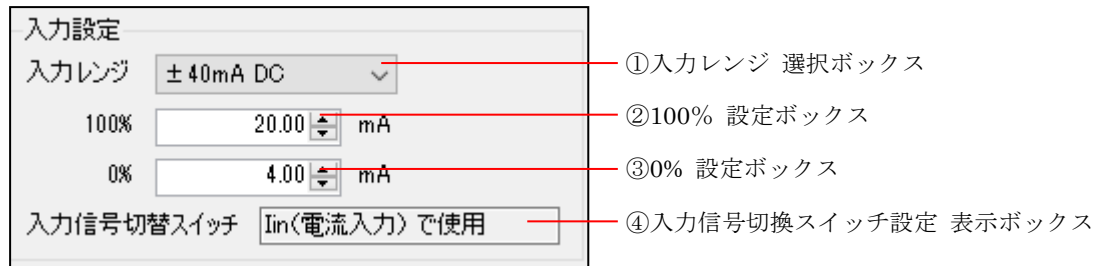 入力設定
入力レンジ ±40mA DC ①入力レンジ 選択ボックス
100% 20.00 mA ②100% 設定ボックス
0% 4.00 mA ③0% 設定ボックス
入力信号切替スイッチ Iin(電流入力) で使用 ④入力信号切換スイッチ設定 表示ボックス